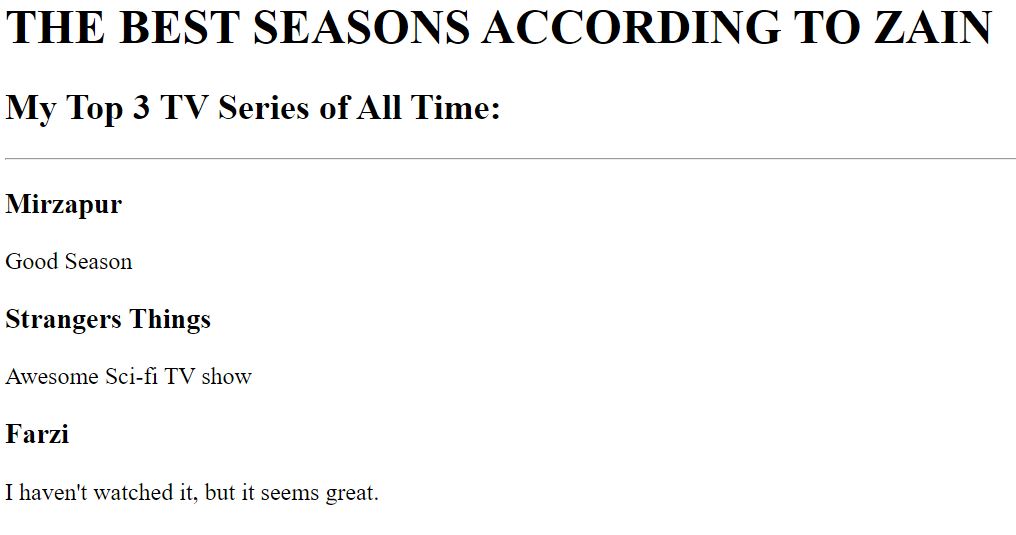 THE BEST SEASONS ACCORDING TO ZAIN
My Top 3 TV Series of All Time:
Mirzapur
Good Season
Strangers Things
Awesome Sci-fi TV show
Farzi
I haven't watched it, but it seems great.